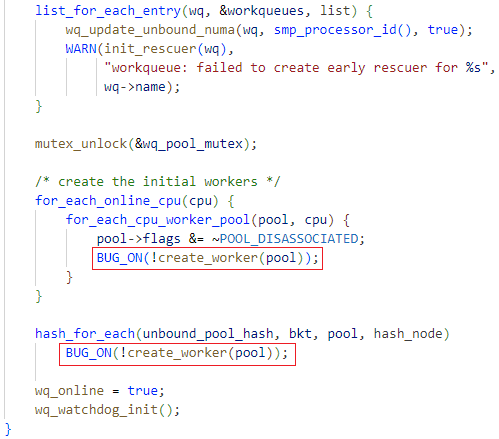 list_for_each_entry(wq, &workqueues, list) {
wq_update_unbound_numa(wq, smp_processor_id(), true);
WARN(init_rescuer(wq),
"workqueue: failed to create early rescuer for %s",
wq->name);
}
mutex_unlock(&wq_pool_mutex);
/* create the initial workers */
for_each_online_cpu(cpu) {
for_each_cpu_worker_pool(pool, cpu) {
pool->flags &= ~POOL_DISASSOCIATED;
BUG_ON(!create_worker(pool));
}
}
hash_for_each(unbound_pool_hash, bkt, pool, hash_node)
BUG_ON(!create_worker(pool));
wq_online = true;
wq_watchdog_init();
}